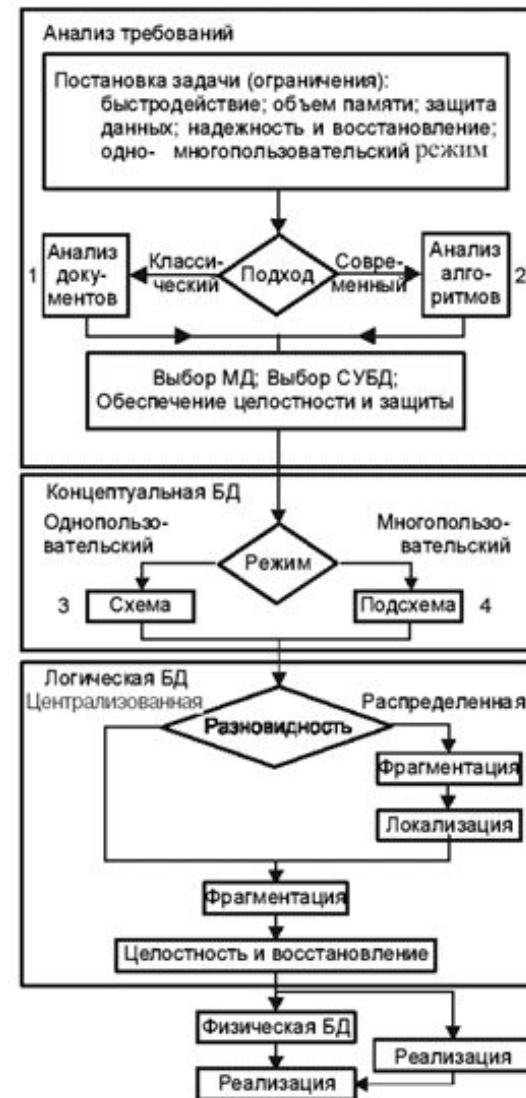 Анализ требований
Постановка задачи (ограничения):
быстродействие; объем памяти; защита
данных; надежность и восстановление;
одно- многопользовательский режим
1
Анализ
доку-
ментов
Класси-
ческий
Подход
Совре-
менный
Анализ
алго-
ритмов
2
Выбор МД; Выбор СУБД;
Обеспечение целостности и защиты
Концептуальная БД
Однопользо-
вательский
Многопользо-
вательский
Режим
3
Схема
Подсхема
4
Логическая БД
Централизованная
Распределенная
Разновидность
Фрагментация
Локализация
Фрагментация
Целостность и восстановление
Физическая БД
Реализация
Реализация